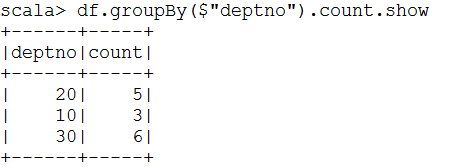 scala> df.groupBy($"deptno").count.show
+------+-----+
|deptno|count|
+------+-----+
|    20|    5|
|    10|    3|
|    30|    6|
+------+-----+